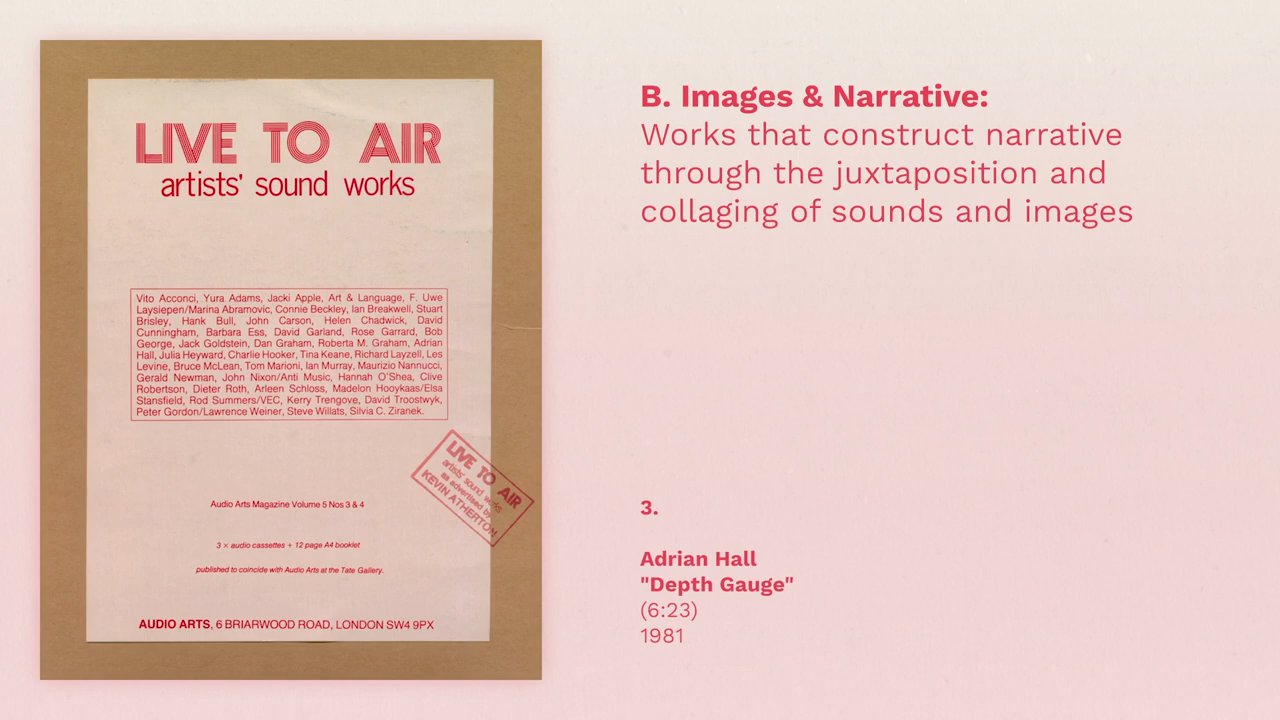 LIVE TO AIR
artists' sound works
Vito Acconci, Yura Adams, Jacki Apple, Art & Language, F. Uwe
Laysiepen/Marina Abramovic, Connie Beckley, Ian Breakwell, Stuart
Brisley, Hank Bull, John Carson, Helen Chadwick, David
Cunningham, Barbara Ess, David Garland, Rose Garrard, Bob
George, Jack Goldstein, Dan Graham, Roberta M. Graham, Adrian
Hall, Julia Heyward, Charlie Hooker, Tina Keane, Richard Layzell, Les
Levine, Bruce McLean, Tom Marioni, Ian Murray, Maurizio Nannucci,
Gerald Newman, John Nixon/Anti Music, Hannah O'Shea, Clive
Robertson, Dieter Roth, Arleen Schloss, Madelon Hooykaas/Elsa
Stansfield, Rod Summers/VEC, Kerry Trengove, David Troostwyk,
Peter Gordon/Lawrence Weiner, Steve Willats, Silvia C. Ziranek.
LIVE TO AIR
artists' sound works
as advertised by
KEVIN ATHERTON
Audio Arts Magazine Volume 5 Nos 3 & 4
3 × audio cassettes + 12 page A4 booklet
published to coincide with Audio Arts at the Tate Gallery.
AUDIO ARTS, 6 BRIARWOOD ROAD, LONDON SW4 9PX
B. Images & Narrative:
Works that construct narrative
through the juxtaposition and
collaging of sounds and images
3.
Adrian Hall
"Depth Gauge"
(6:23)
1981